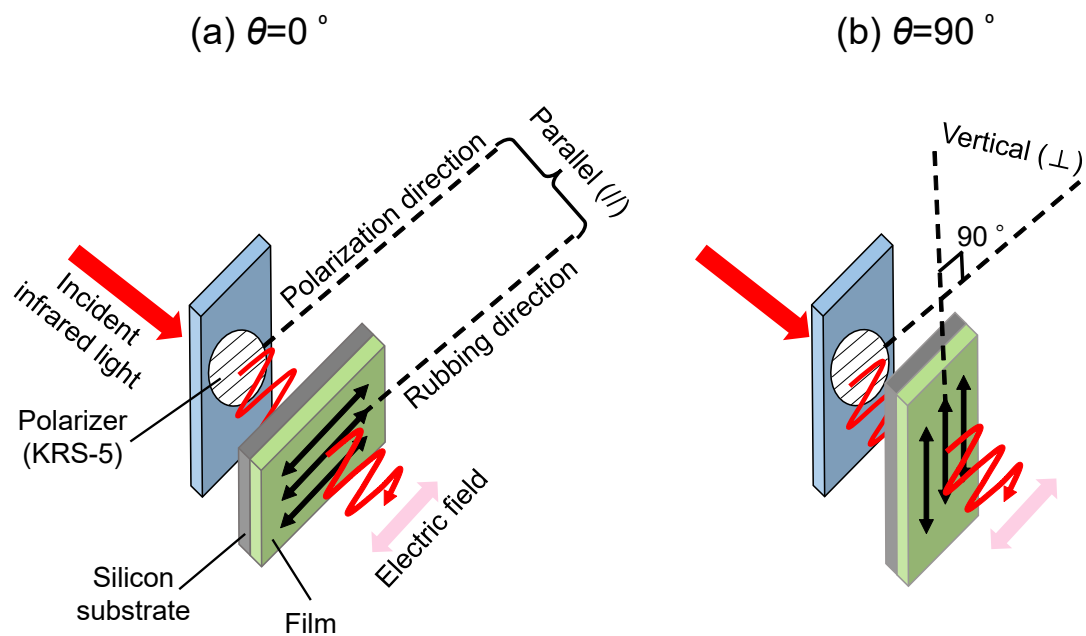 (a) θ=0 °
(b) θ=90 °
Polarization direction
Parallel (//)
Rubbing direction
Incident
infrared light
Polarizer
(KRS-5)
Silicon
substrate
Film
Electric field
Vertical (⊥)
90 °